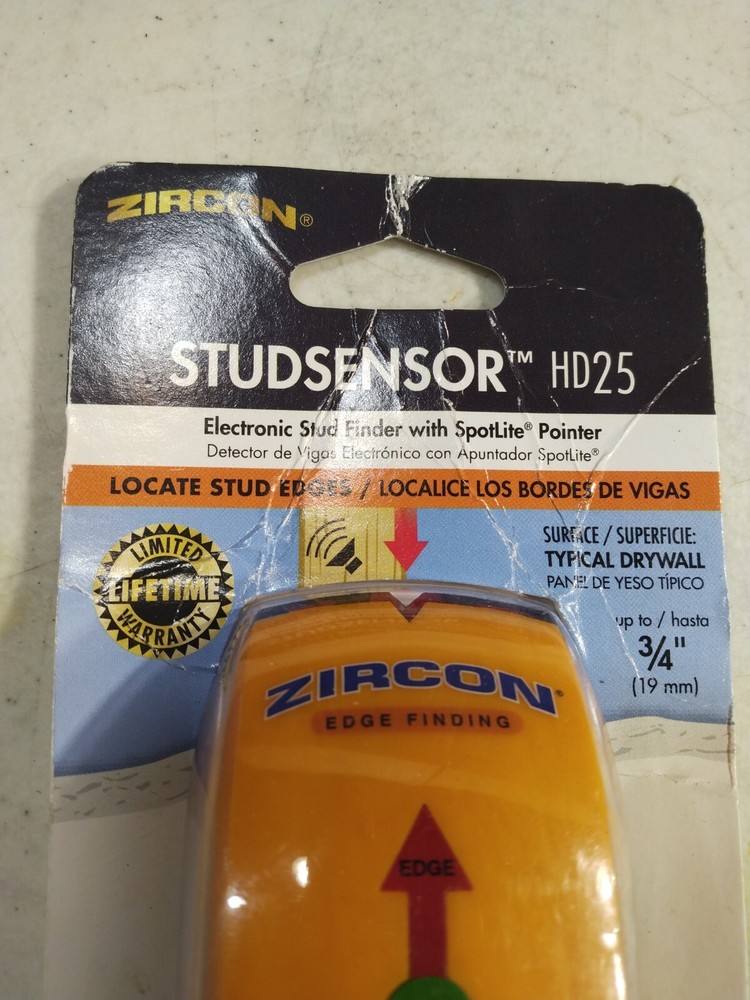 ZIRCON®
STUDSENSOR™ HD25
Electronic Stud Finder with SpotLite® Pointer
Detector de Vigas Electrónico con Apuntador SpotLite®
LOCATE STUD EDGES / LOCALICE LOS BORDES DE VIGAS
LIMITED
LIFETIME
WARRANTY
SURFACE / SUPERFICIE:
TYPICAL DRYWALL
PANEL DE YESO TÍPICO
up to / hasta
3/4"
(19 mm)
ZIRCON®
EDGE FINDING
EDGE